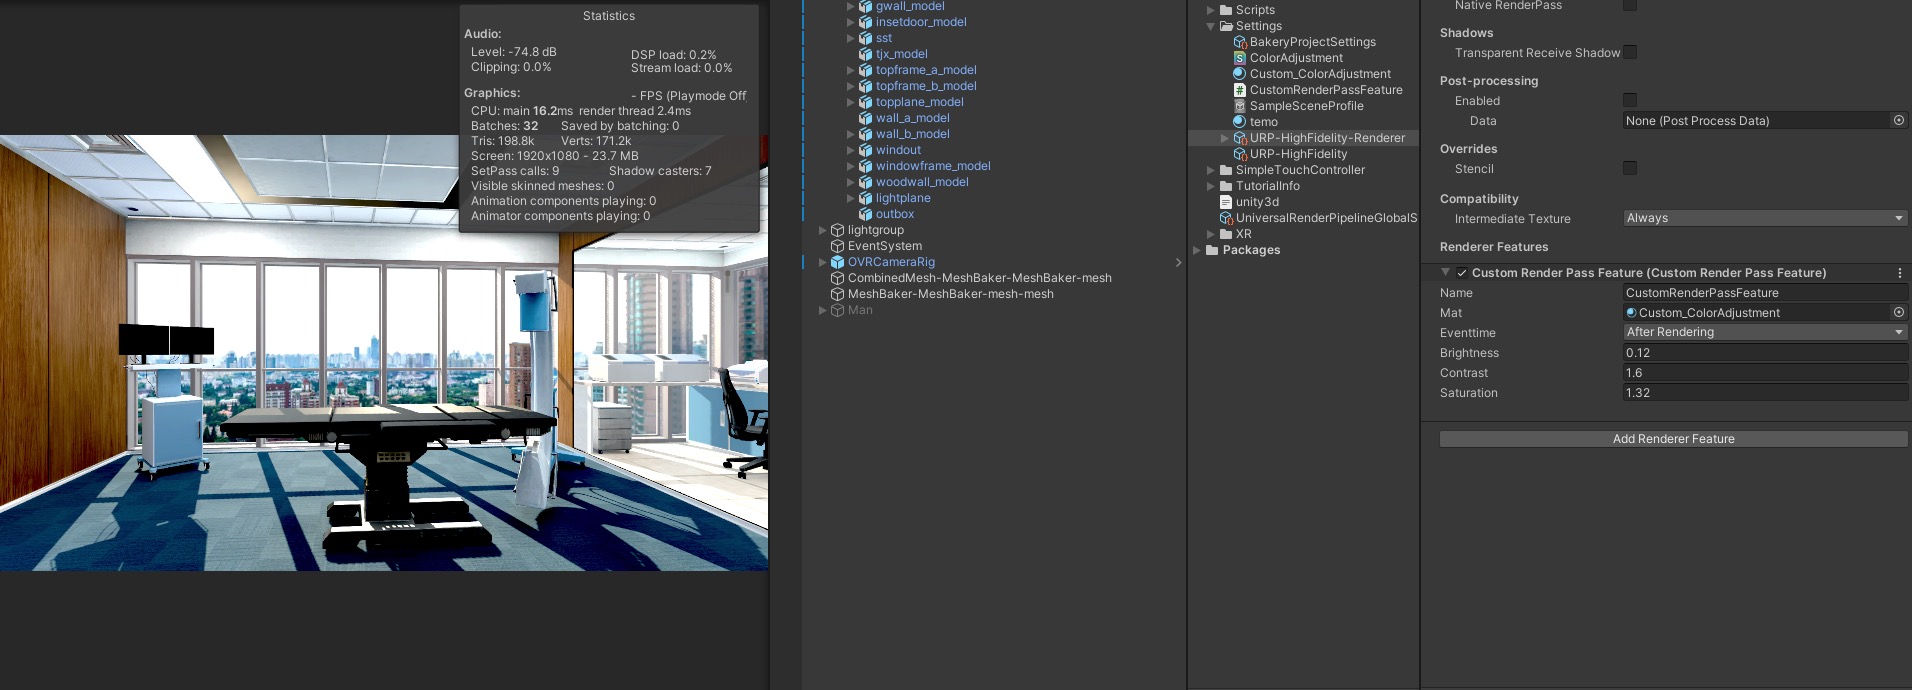 Statistics
Audio:
Level: -74.8 dB
DSP load: 0.2%
Clipping: 0.0%
Stream load: 0.0%
Graphics:
- FPS (Playmode Off
CPU: main 16.2ms render thread 2.4ms
Batches: 32 Saved by batching: 0
Tris: 198.8k Verts: 171.2k
Screen: 1920x1080 - 23.7 MB
SetPass calls: 9 Shadow casters: 7
Visible skinned meshes: 0
Animation components playing: 0
Animator components playing: 0
gwall_model
insetdoor_model
sst
tjx_model
topframe_a_model
topframe_b_model
topplane_model
wall_a_model
wall_b_model
windout
windowframe_model
woodwall_model
lightplane
outbox
lightgroup
EventSystem
OVRCameraRig
CombinedMesh-MeshBaker-MeshBaker-mesh
MeshBaker-MeshBaker-mesh-mesh
Man
Scripts
Settings
BakeryProjectSettings
ColorAdjustment
Custom_ColorAdjustment
CustomRenderPassFeature
SampleSceneProfile
temo
URP-HighFidelity-Renderer
URP-HighFidelity
SimpleTouchController
TutorialInfo
unity3d
UniversalRenderPipelineGlobalS
XR
Packages
Native RenderPass
Shadows
Transparent Receive Shadow
Post-processing
Enabled
Data None (Post Process Data)
Overrides
Stencil
Compatibility
Intermediate Texture Always
Renderer Features
Custom Render Pass Feature (Custom Render Pass Feature)
Name CustomRenderPassFeature
Mat Custom_ColorAdjustment
Eventtime After Rendering
Brightness 0.12
Contrast 1.6
Saturation 1.32
Add Renderer Feature